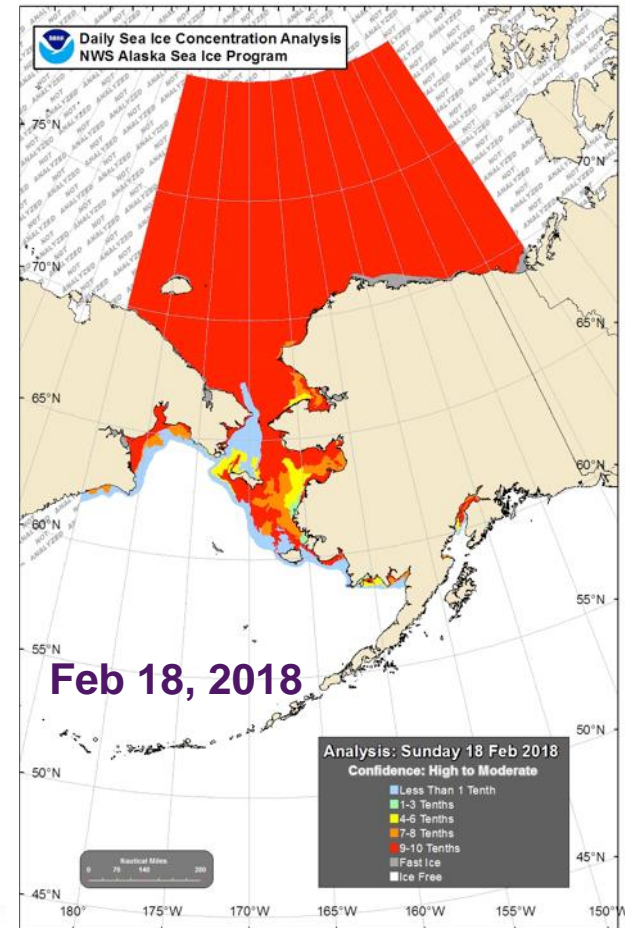 Daily Sea Ice Concentration Analysis
NWS Alaska Sea Ice Program
NOT ANALYZED
75°N
70°N
70°N
65°N
65°N
60°N
60°N
55°N
55°N
50°N
50°N
45°N
45°N
Feb 18, 2018
Analysis: Sunday 18 Feb 2018
Confidence: High to Moderate
Less Than 1 Tenth
1-3 Tenths
4-6 Tenths
7-8 Tenths
9-10 Tenths
Fast Ice
Ice Free
Nautical Miles
0 70 140 280
180° 175°W 170°W 165°W 160°W 155°W 150°W